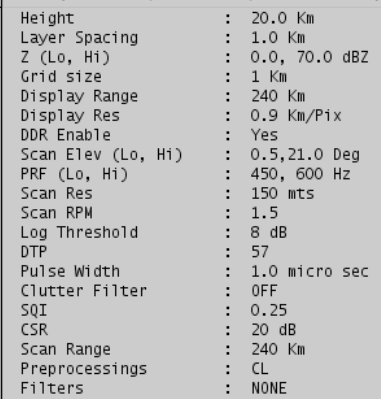 Height : 20.0 Km
Layer Spacing : 1.0 Km
Z (Lo, Hi) : 0.0, 70.0 dBZ
Grid size : 1 Km
Display Range : 240 Km
Display Res : 0.9 Km/Pix
DDR Enable : Yes
Scan Elev (Lo, Hi) : 0.5,21.0 Deg
PRF (Lo, Hi) : 450, 600 Hz
Scan Res : 150 mts
Scan RPM : 1.5
Log Threshold : 8 dB
DTP : 57
Pulse Width : 1.0 micro sec
Clutter Filter : OFF
SQI : 0.25
CSR : 20 dB
Scan Range : 240 Km
Preprocessings : CL
Filters : NONE